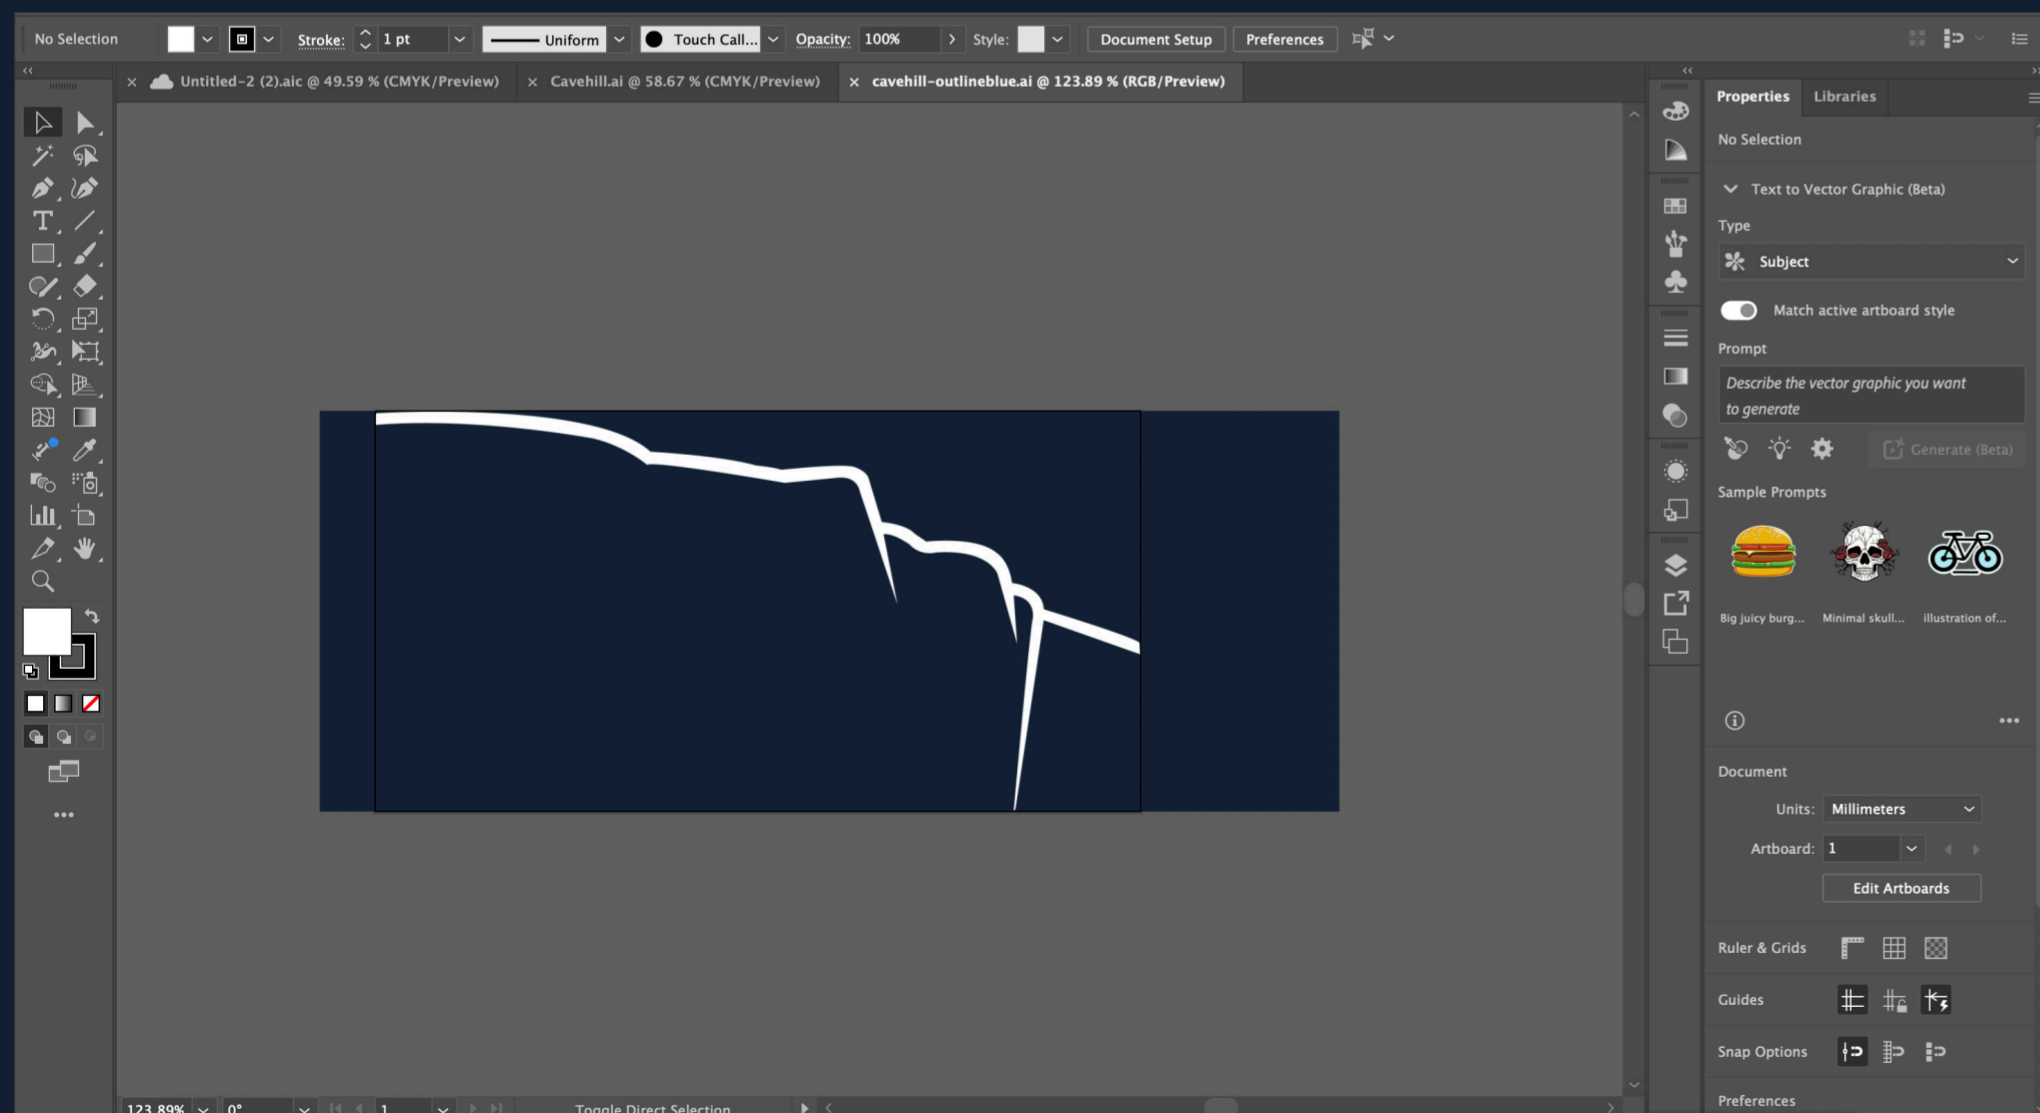 No Selection
Stroke: 1 pt
Uniform
Touch Call...
Opacity: 100%
Style:
Document Setup
Preferences
Untitled-2 (2).aic @ 49.59 % (CMYK/Preview)
Cavehill.ai @ 58.67 % (CMYK/Preview)
cavehill-outlineblue.ai @ 123.89 % (RGB/Preview)
Properties
Libraries
No Selection
Text to Vector Graphic (Beta)
Type
Subject
Match active artboard style
Prompt
Describe the vector graphic you want
to generate
Generate (Beta)
Sample Prompts
Big juicy burg...
Minimal skull...
illustration of...
Document
Units: Millimeters
Artboard: 1
Edit Artboards
Ruler & Grids
Guides
Snap Options
Preferences
123.89%
0°
1
Toggle Direct Selection